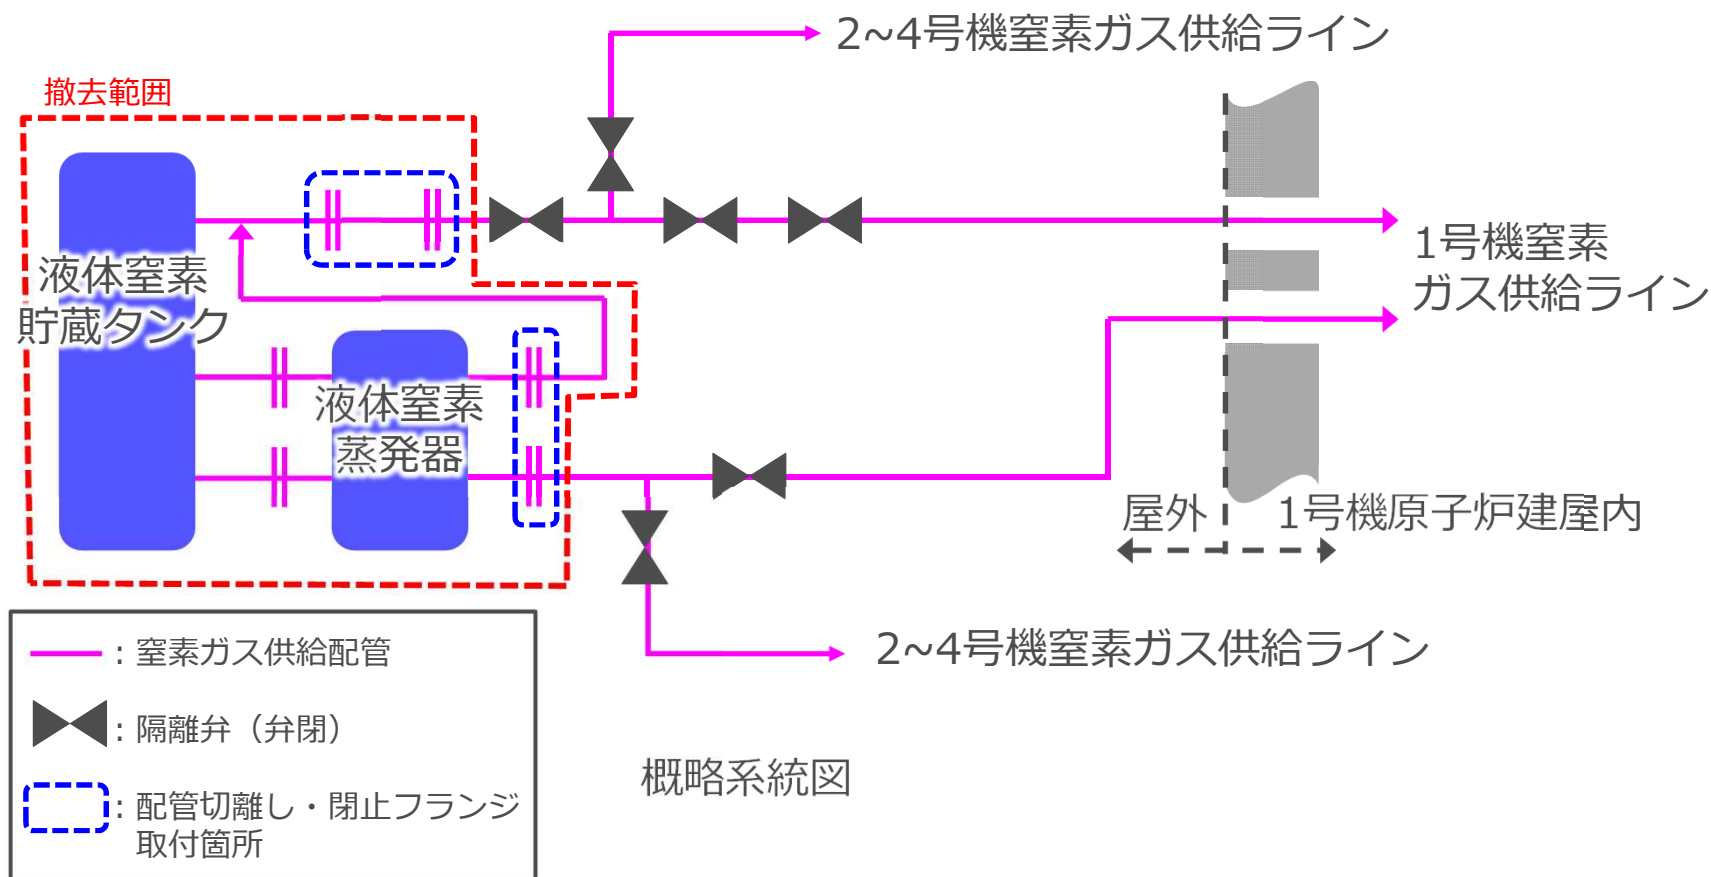 2~4号機窒素ガス供給ライン
撤去範囲
1号機窒素
ガス供給ライン
液体窒素
貯蔵タンク
液体窒素
蒸発器
屋外
1号機原子炉建屋内
2~4号機窒素ガス供給ライン
：窒素ガス供給配管
：隔離弁（弁閉）
：配管切離し・閉止フランジ
取付箇所
概略系統図